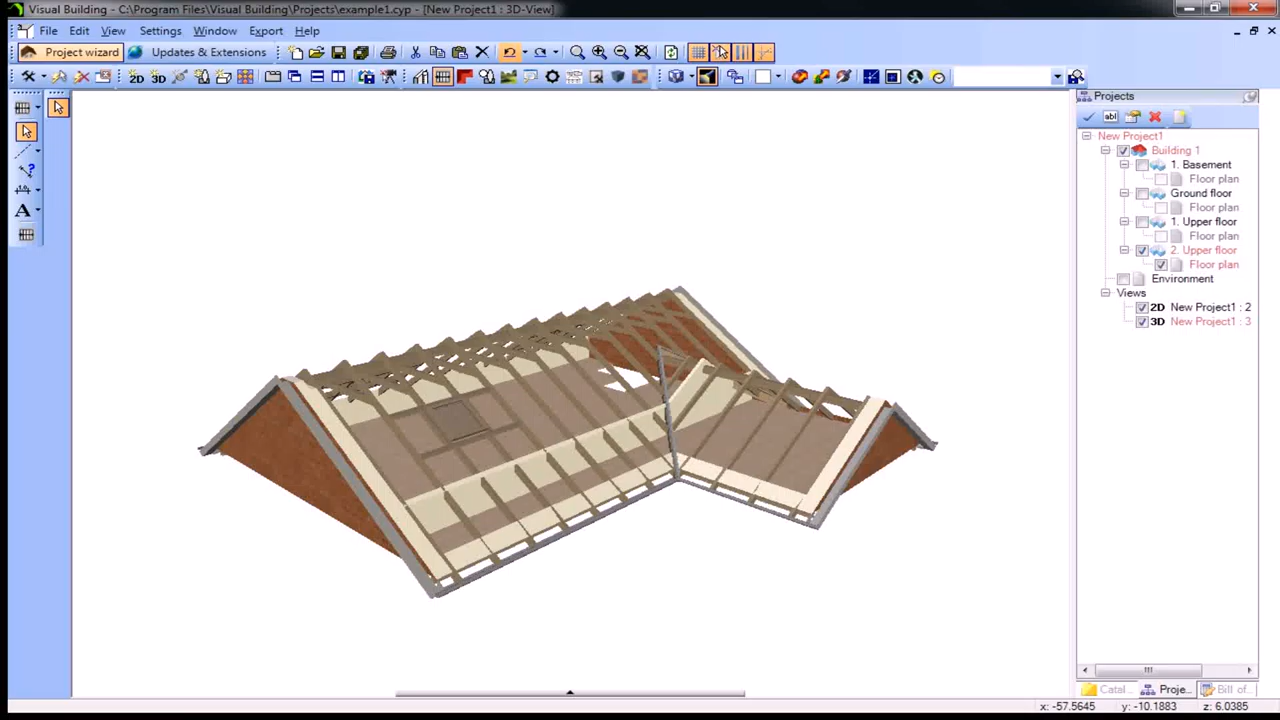 Visual Building - C:\Program Files\Visual Building\Projects\example1.cyp - [New Project1 : 3D-View]
File Edit View Settings Window Export Help
Project wizard Updates & Extensions
2D 3D
Projects
abl
New Project1
Building 1
1. Basement
Floor plan
Ground floor
Floor plan
1. Upper floor
Floor plan
2. Upper floor
Floor plan
Environment
Views
2D New Project1 : 2
3D New Project1 : 3
A
Catal... Proje... Bill of...
x: -57.5645 y: -10.1883 z: 6.0385